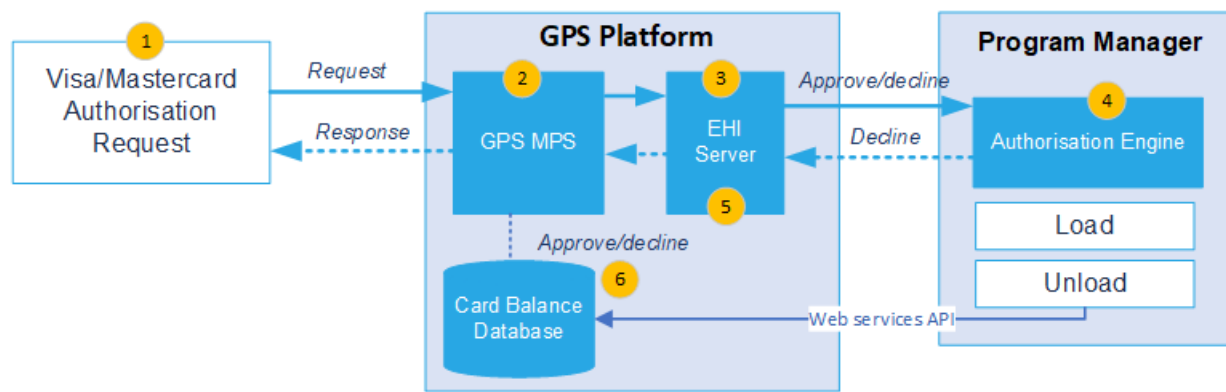 1
Visa/Mastercard
Authorisation
Request
Request
Response
GPS Platform
2
GPS MPS
3
EHI
Server
5
Approve/decline
6
Card Balance
Database
Approve/decline
Decline
Program Manager
4
Authorisation Engine
Load
Unload
Web services API